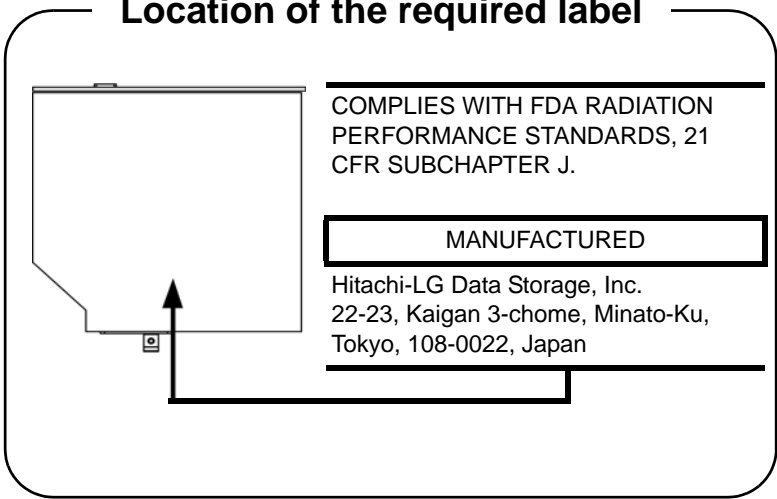 Location of the required label
COMPLIES WITH FDA RADIATION
PERFORMANCE STANDARDS, 21
CFR SUBCHAPTER J.
MANUFACTURED
Hitachi-LG Data Storage, Inc.
22-23, Kaigan 3-chome, Minato-Ku,
Tokyo, 108-0022, Japan